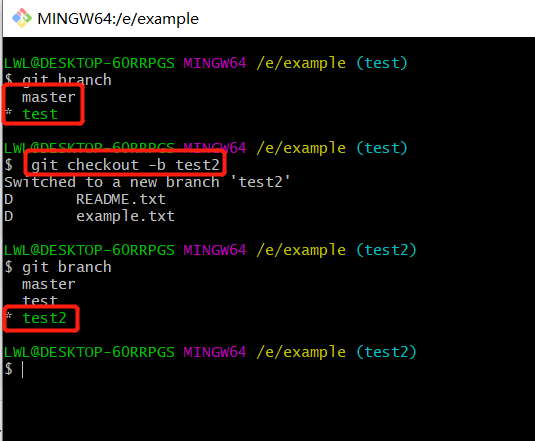 MINGW64:/e/example
LWL@DESKTOP-6ORRPGS MINGW64 /e/example (test)
$ git branch
  master
* test
LWL@DESKTOP-6ORRPGS MINGW64 /e/example (test)
$ git checkout -b test2
Switched to a new branch 'test2'
D       README.txt
D       example.txt
LWL@DESKTOP-6ORRPGS MINGW64 /e/example (test2)
$ git branch
  master
  test
* test2
LWL@DESKTOP-6ORRPGS MINGW64 /e/example (test2)
$